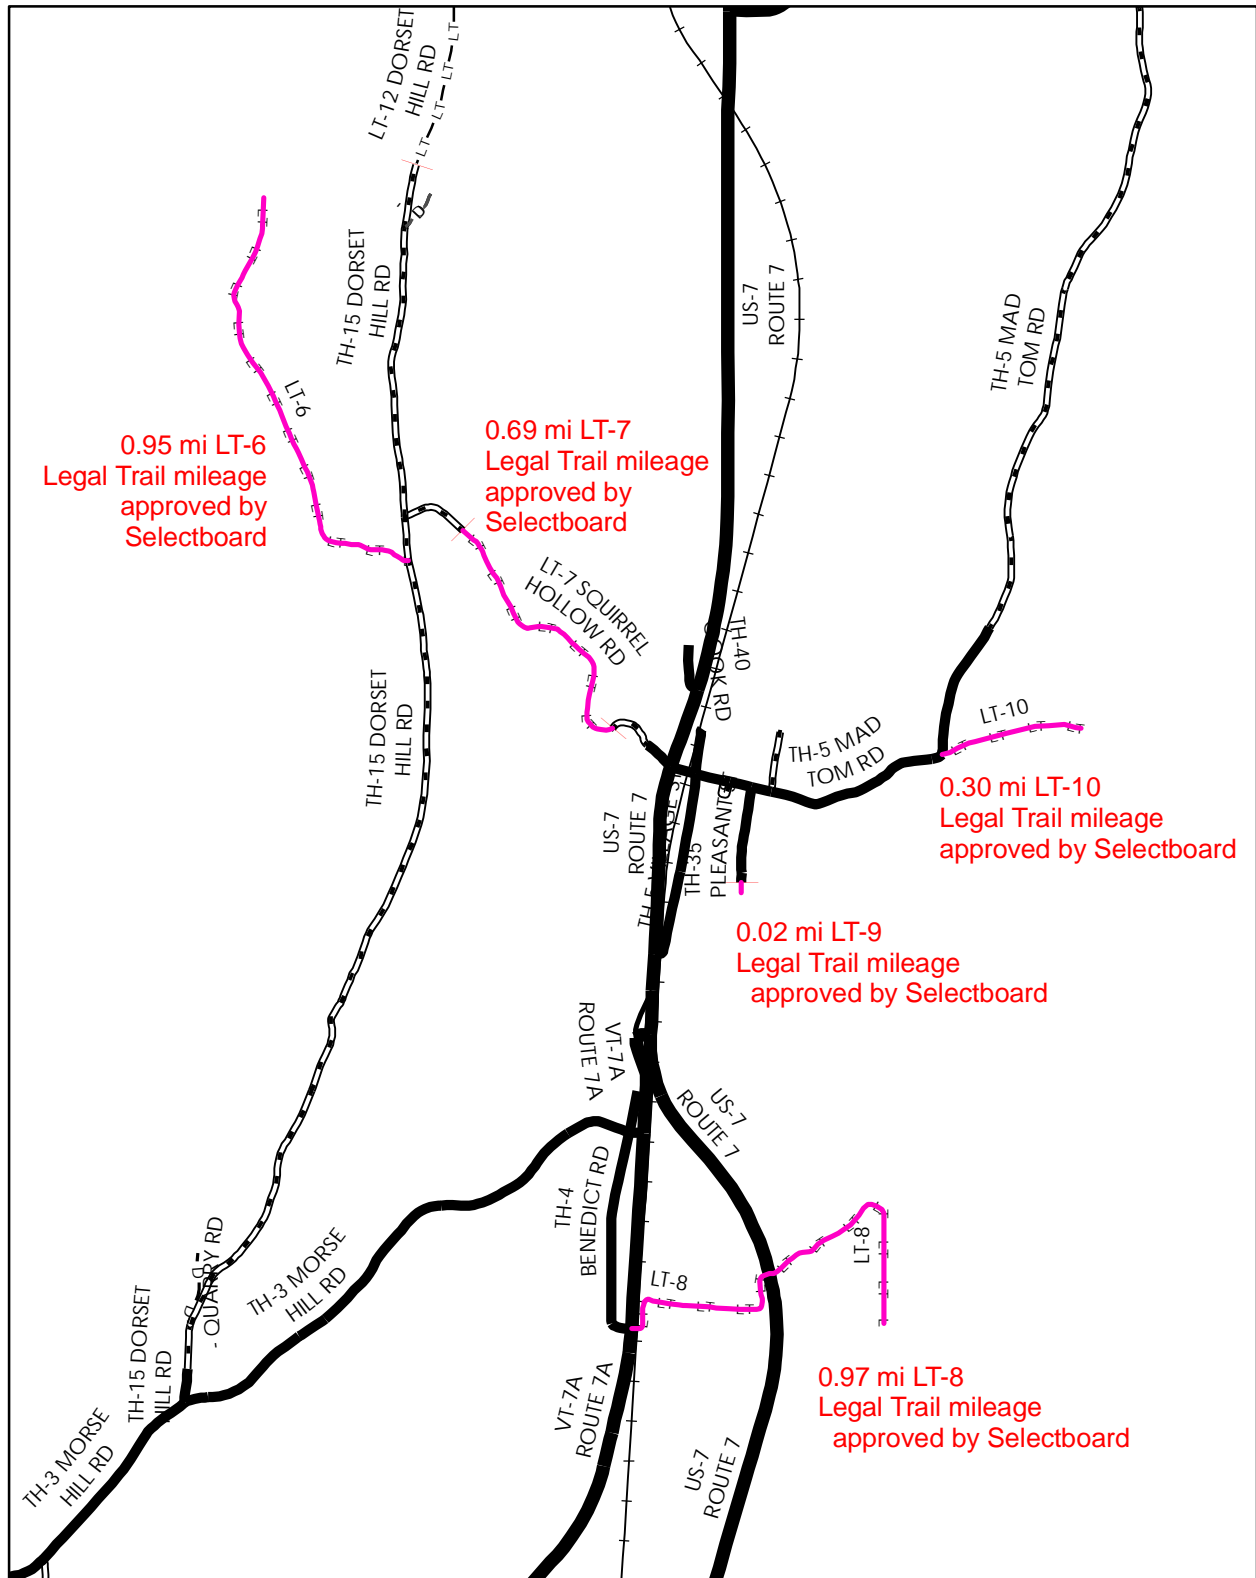 LT-12 DORSET
HILL RD
LT
LT
LT
LT
D
TH-15 DORSET
HILL RD
US-7
ROUTE 7
TH-5 MAD
TOM RD
LT-6
0.95 mi LT-6
Legal Trail mileage
approved by
Selectboard
0.69 mi LT-7
Legal Trail mileage
approved by
Selectboard
LT-7 SQUIRREL
HOLLOW RD
TH-40
TH-15 DORSET
HILL RD
TH-5 MAD
TOM RD
LT-10
US-7
ROUTE 7
TH-35
PLEASANT
0.30 mi LT-10
Legal Trail mileage
approved by Selectboard
0.02 mi LT-9
Legal Trail mileage
approved by Selectboard
VT-7A
ROUTE 7A
US-7
ROUTE 7
TH-4
BENEDICT RD
LT-8
LT-8
QUARRY RD
TH-3 MORSE
HILL RD
TH-15 DORSET
HILL RD
0.97 mi LT-8
Legal Trail mileage
approved by Selectboard
VT-7A
ROUTE 7A
US-7
ROUTE 7
TH-3 MORSE
HILL RD